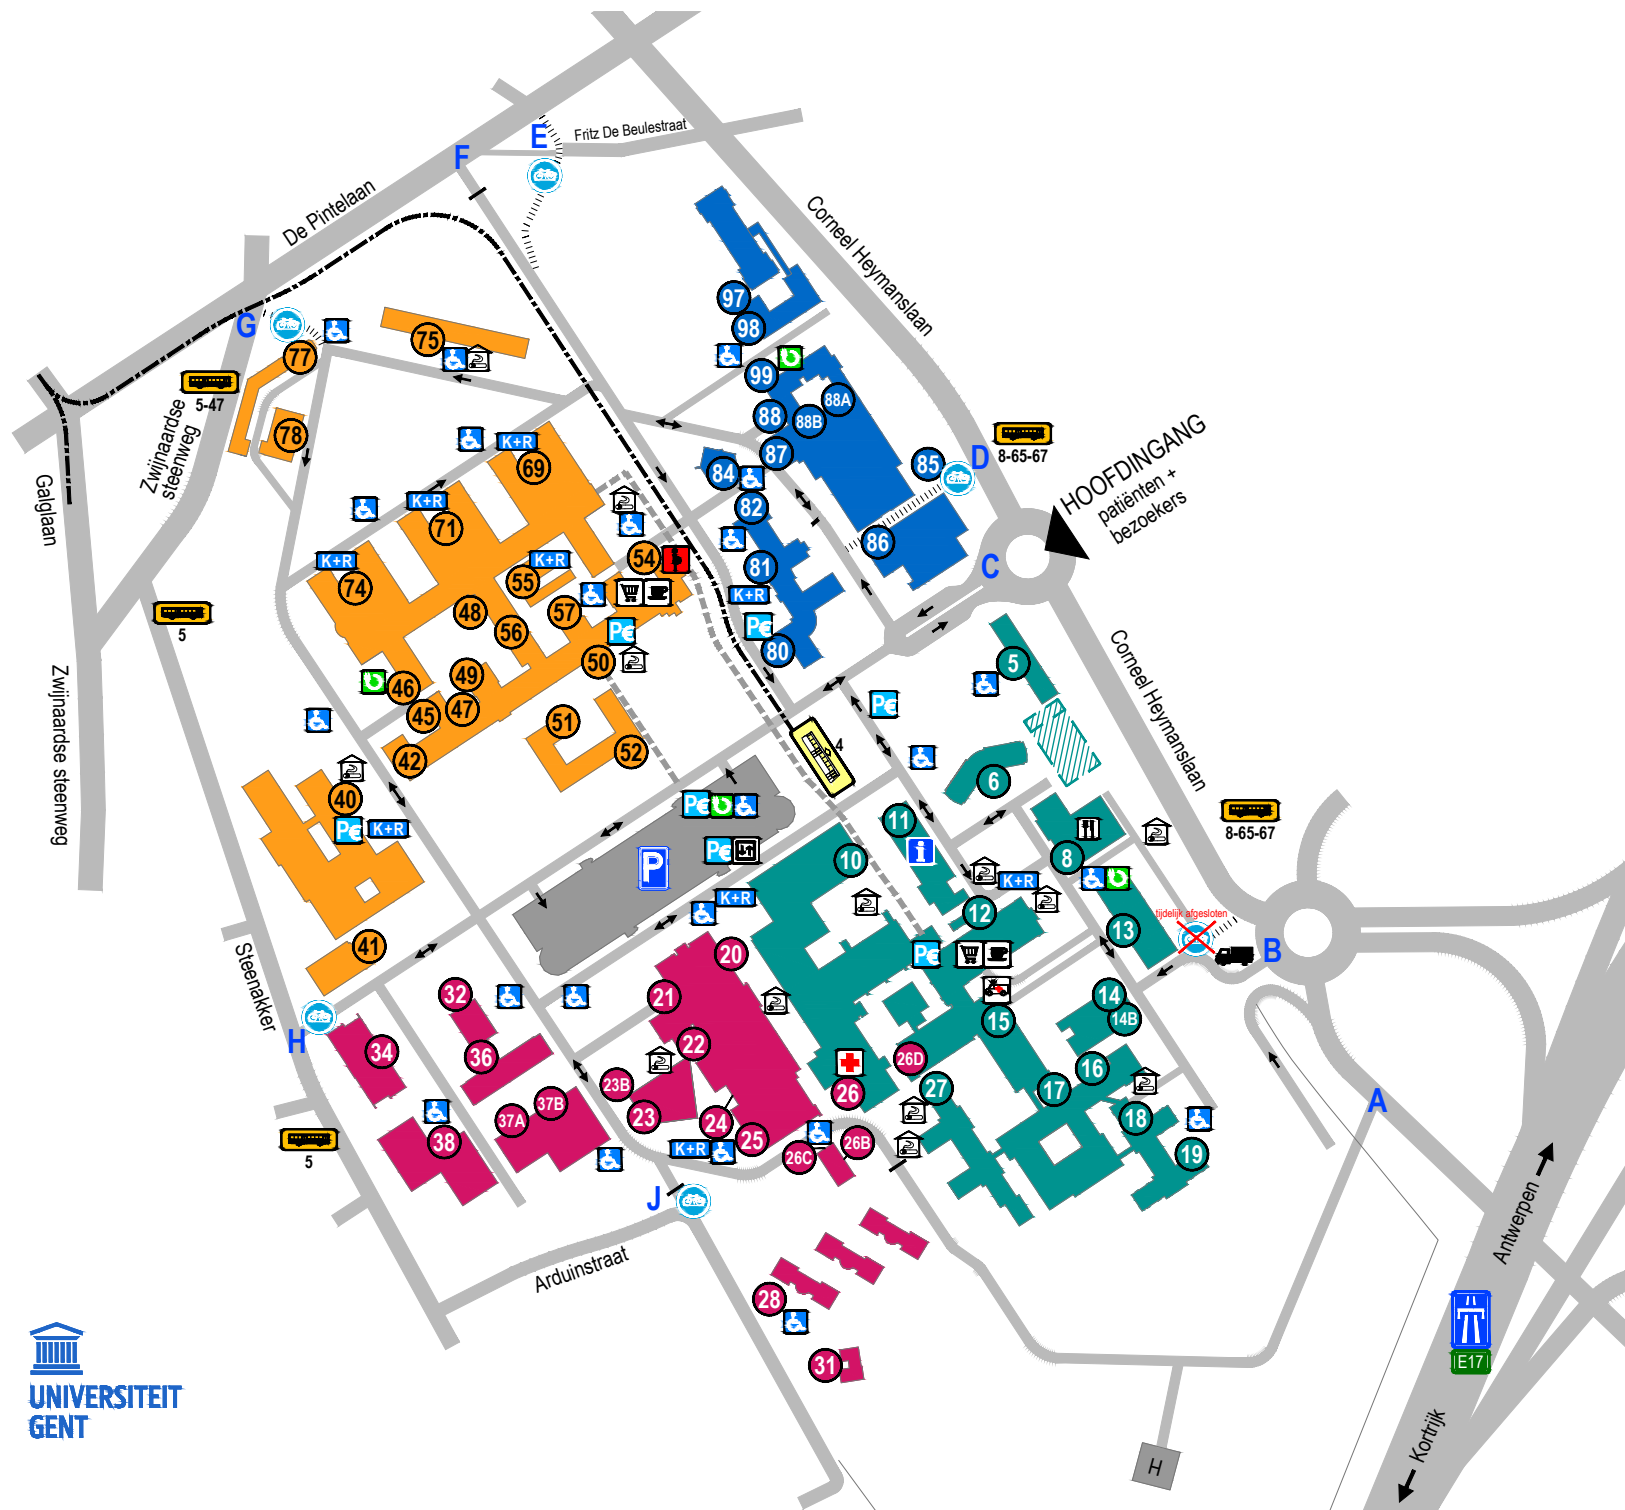 E
Fritz De Beulestraat
F
De Pintelaan
Corneel Heymanslaan
97
98
G
75
77
99
88A
88
88B
5-47
Zwijnaardse
steenweg
78
69
87
84
85
D
8-65-67
HOOFDINGANG
patiënten +
bezoekers
K+R
K+R
71
82
86
Galglaan
K+R
74
K+R
55
54
81
C
K+R
5
48
57
56
P€
P€
50
80
5
Corneel Heymanslaan
49
46
45
47
51
52
42
P€
4
6
Zwijnaardse steenweg
40
P€
K+R
P€
P€
P
11
i
10
8
8-65-67
K+R
K+R
12
13
tijdelijk afgesloten
B
41
20
P€
Steenakker
32
21
14
14B
15
H
34
36
22
26D
16
23B
26
27
17
A
37A
37B
23
24
18
5
38
25
K+R
26C
26B
19
J
Arduinstraat
Antwerpen
28
31
E17
Kortrijk
H
UNIVERSITEIT
GENT